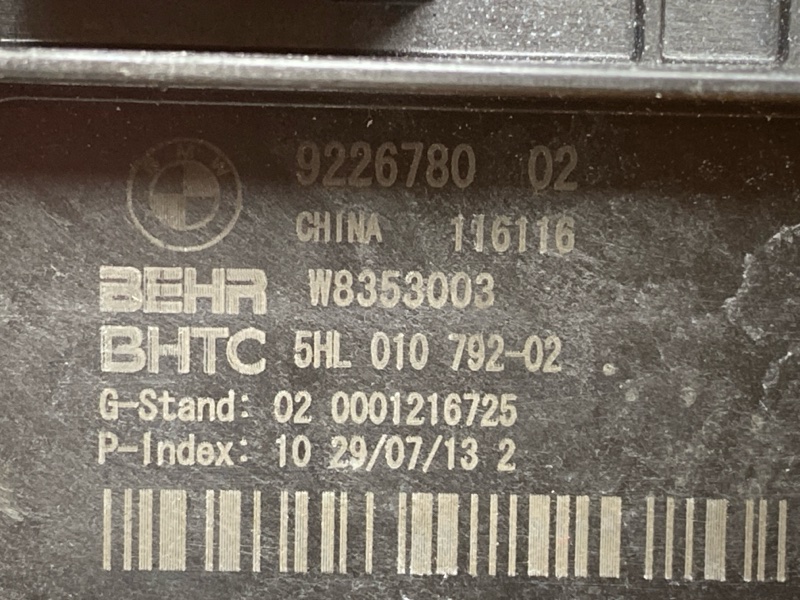 BMW
9226780 02
CHINA 116116
BEHR W8353003
BHTC 5HL 010 792-02
G-Stand: 02 0001216725
P-Index: 10 29/07/13 2